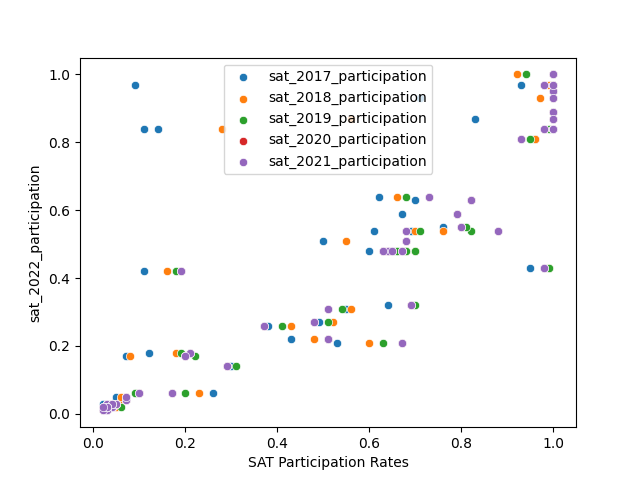 1.0
0.8
0.6
0.4
0.2
0.0
sat_2022_participation
sat_2017_participation
sat_2018_participation
sat_2019_participation
sat_2020_participation
sat_2021_participation
0.0 0.2 0.4 0.6 0.8 1.0
SAT Participation Rates